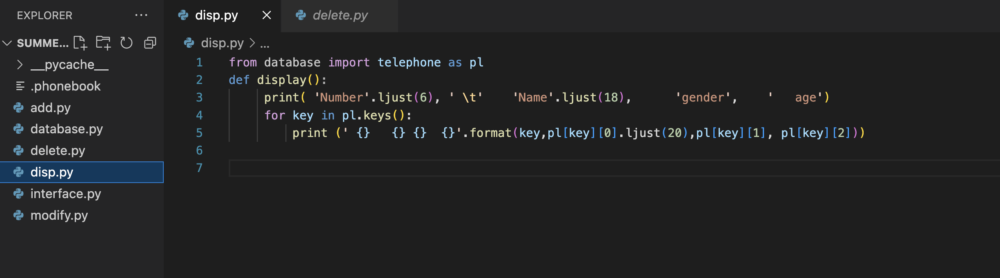 EXPLORER ···
SUMME...
__pycache__
.phonebook
add.py
database.py
delete.py
disp.py
interface.py
modify.py
disp.py
delete.py
disp.py > ...
1 from database import telephone as pl
2 def display():
3     print( 'Number'.ljust(6), ' \t'    'Name'.ljust(18),      'gender',    '   age')
4     for key in pl.keys():
5         print (' {}   {} {}  {}'.format(key,pl[key][0].ljust(20),pl[key][1], pl[key][2]))
6
7